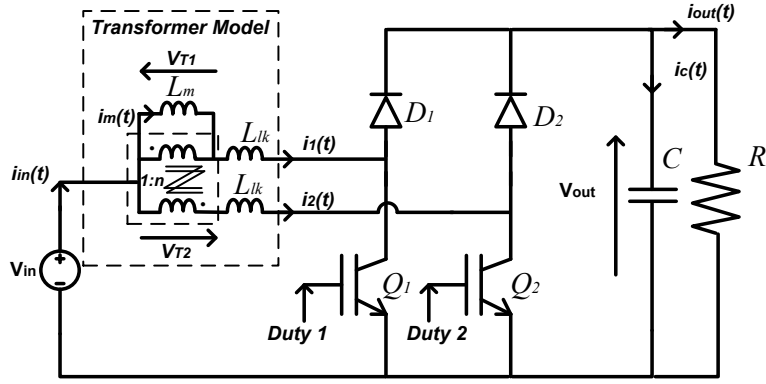 Transformer Model
VT1
Lm
im(t)
Llk
i1(t)
iin(t)
1:n
Llk
i2(t)
VT2
Vin
D1
D2
iout(t)
ic(t)
C
R
Vout
Q1
Q2
Duty 1
Duty 2